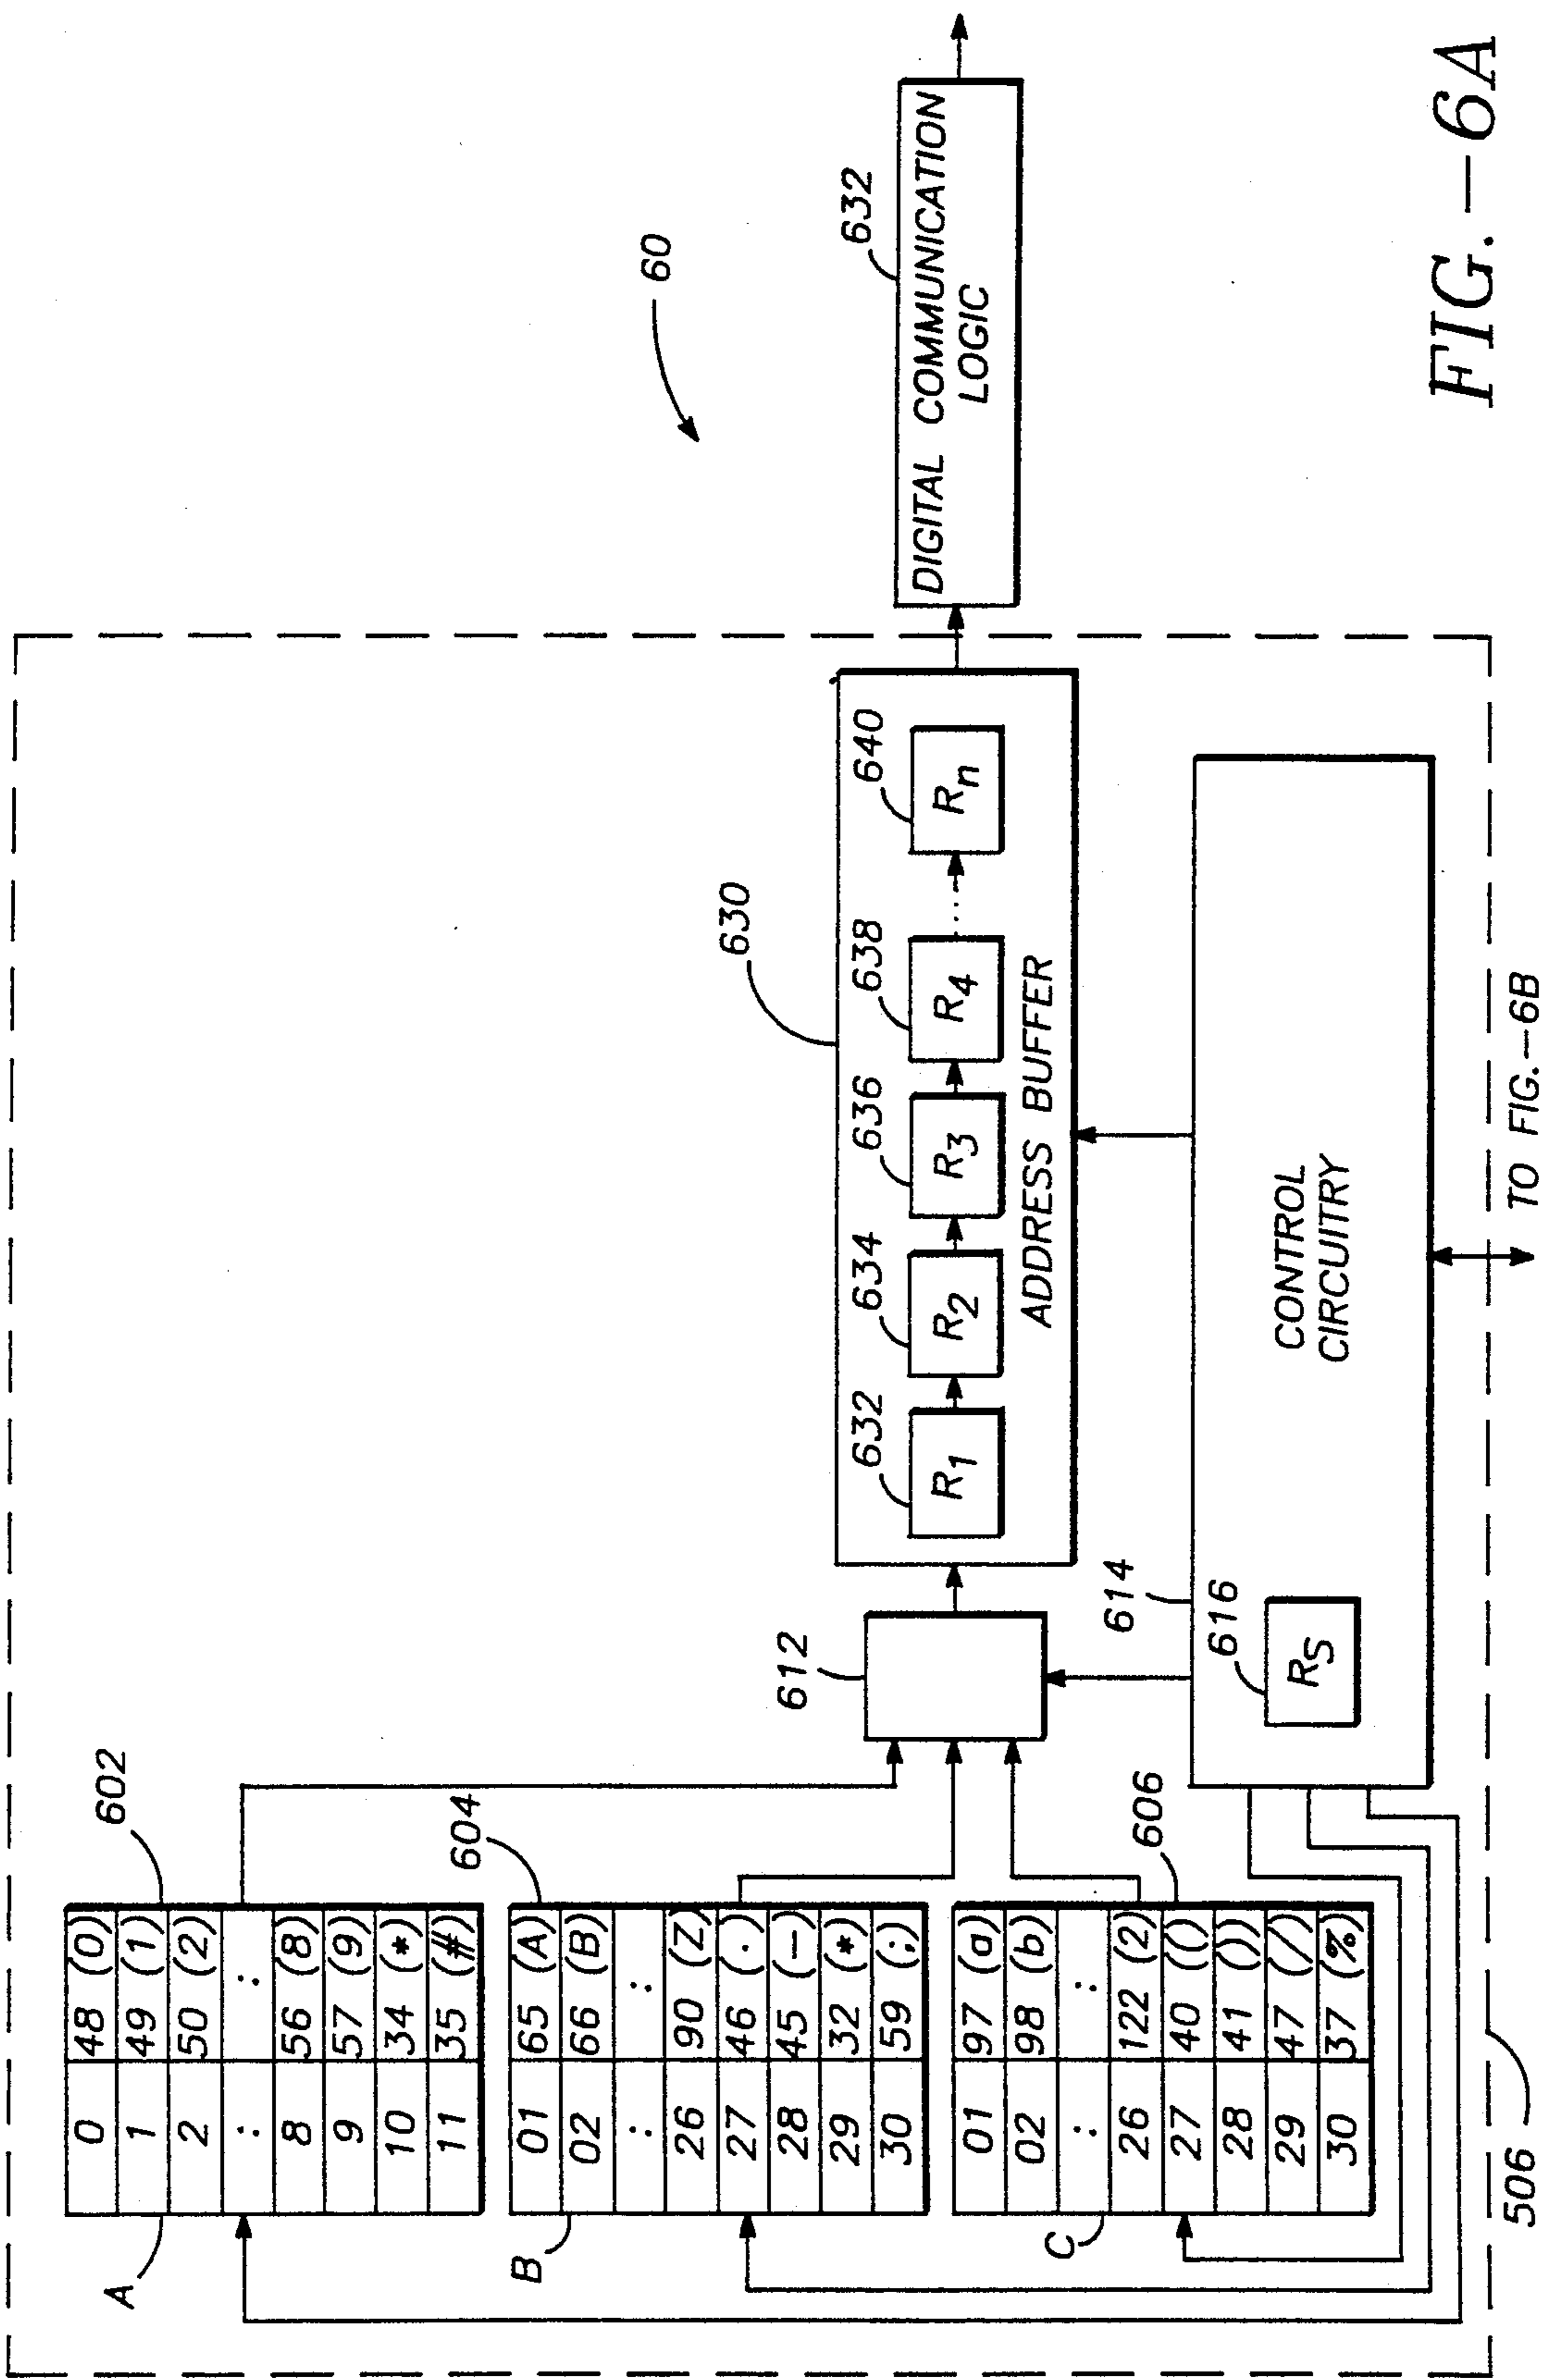 A
602
0 48 (0)
1 49 (1)
2 50 (2)
: :
8 56 (8)
9 57 (9)
10 34 (*)
11 35 (#)
B
604
01 65 (A)
02 66 (B)
: :
26 90 (Z)
27 46 (.)
28 45 (–)
29 32 (*)
30 59 (;)
C
606
01 97 (a)
02 98 (b)
: :
26 122 (2)
27 40 (()
28 41 ())
29 47 (/)
30 37 (%)
612
630
632 634 636 638 640
R1 R2 R3 R4 .... Rn
ADDRESS BUFFER
614
616
RS
CONTROL
CIRCUITRY
60
632
DIGITAL COMMUNICATION
LOGIC
506
TO FIG.–6B
FIG.–6A